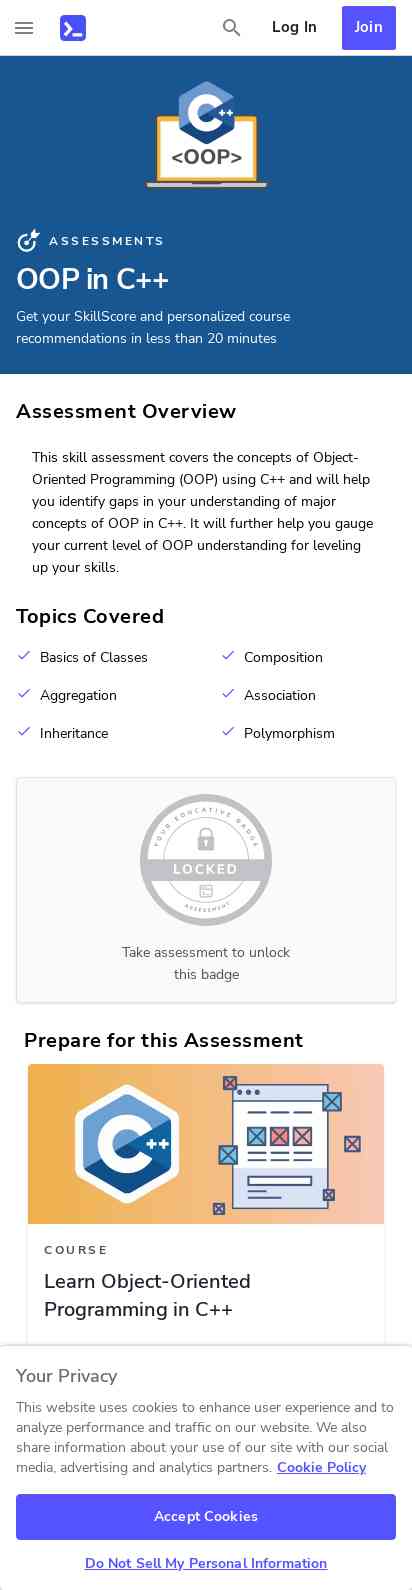 Log In
Join
C++
<OOP>
ASSESSMENTS
OOP in C++
Get your SkillScore and personalized course
recommendations in less than 20 minutes
Assessment Overview
This skill assessment covers the concepts of Object-
Oriented Programming (OOP) using C++ and will help
you identify gaps in your understanding of major
concepts of OOP in C++. It will further help you gauge
your current level of OOP understanding for leveling
up your skills.
Topics Covered
Basics of Classes
Composition
Aggregation
Association
Inheritance
Polymorphism
YOUR EDUCATIVE BADGE
LOCKED
ASSESSMENT
Take assessment to unlock
this badge
Prepare for this Assessment
C++
COURSE
Learn Object-Oriented
Programming in C++
Your Privacy
This website uses cookies to enhance user experience and to
analyze performance and traffic on our website. We also
share information about your use of our site with our social
media, advertising and analytics partners. Cookie Policy
Accept Cookies
Do Not Sell My Personal Information